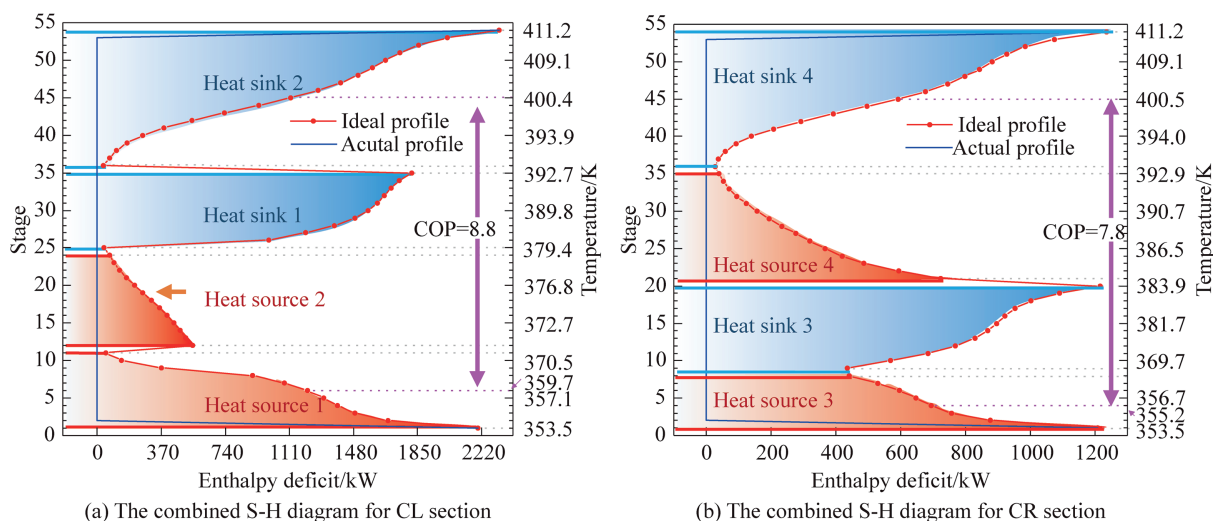 55
50
45
40
35
30
25
20
15
10
5
0
Stage
Heat sink 2
Ideal profile
Acutal profile
Heat sink 1
COP=8.8
Heat source 2
Heat source 1
411.2
409.1
400.4
393.9
392.7
389.8
379.4
376.8
372.7
370.5
359.7
357.1
353.5
Temperature/K
0 370 740 1110 1480 1850 2220
Enthalpy deficit/kW
(a) The combined S-H diagram for CL section
55
50
45
40
35
30
25
20
15
10
5
0
Stage
Heat sink 4
Ideal profile
Actual profile
COP=7.8
Heat source 4
Heat sink 3
Heat source 3
411.2
409.1
400.5
394.0
392.9
390.7
386.5
383.9
381.7
369.7
356.7
355.2
353.5
Temperature/K
0 200 400 600 800 1000 1200
Enthalpy deficit/kW
(b) The combined S-H diagram for CR section